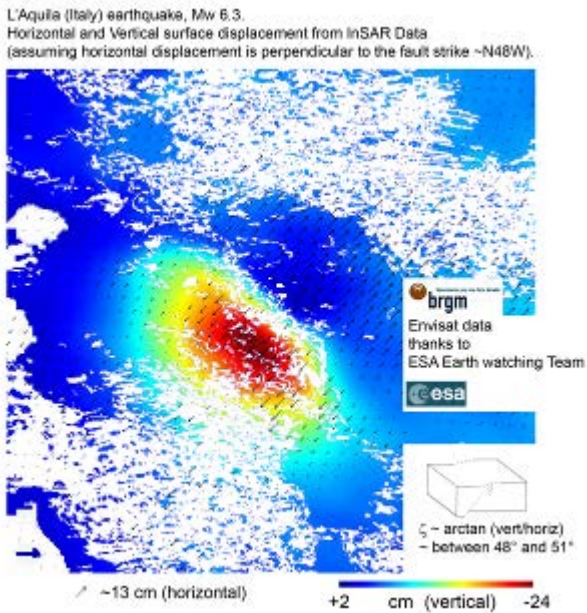 L'Aquila (Italy) earthquake, Mw 6.3.
Horizontal and Vertical surface displacement from InSAR Data
(assuming horizontal displacement is perpendicular to the fault strike ~N48W).
brgm
Envisat data
thanks to
ESA Earth watching Team
esa
ζ ~ arctan (vert/horiz)
~ between 48° and 51°
~13 cm (horizontal)
+2 cm (vertical) -24